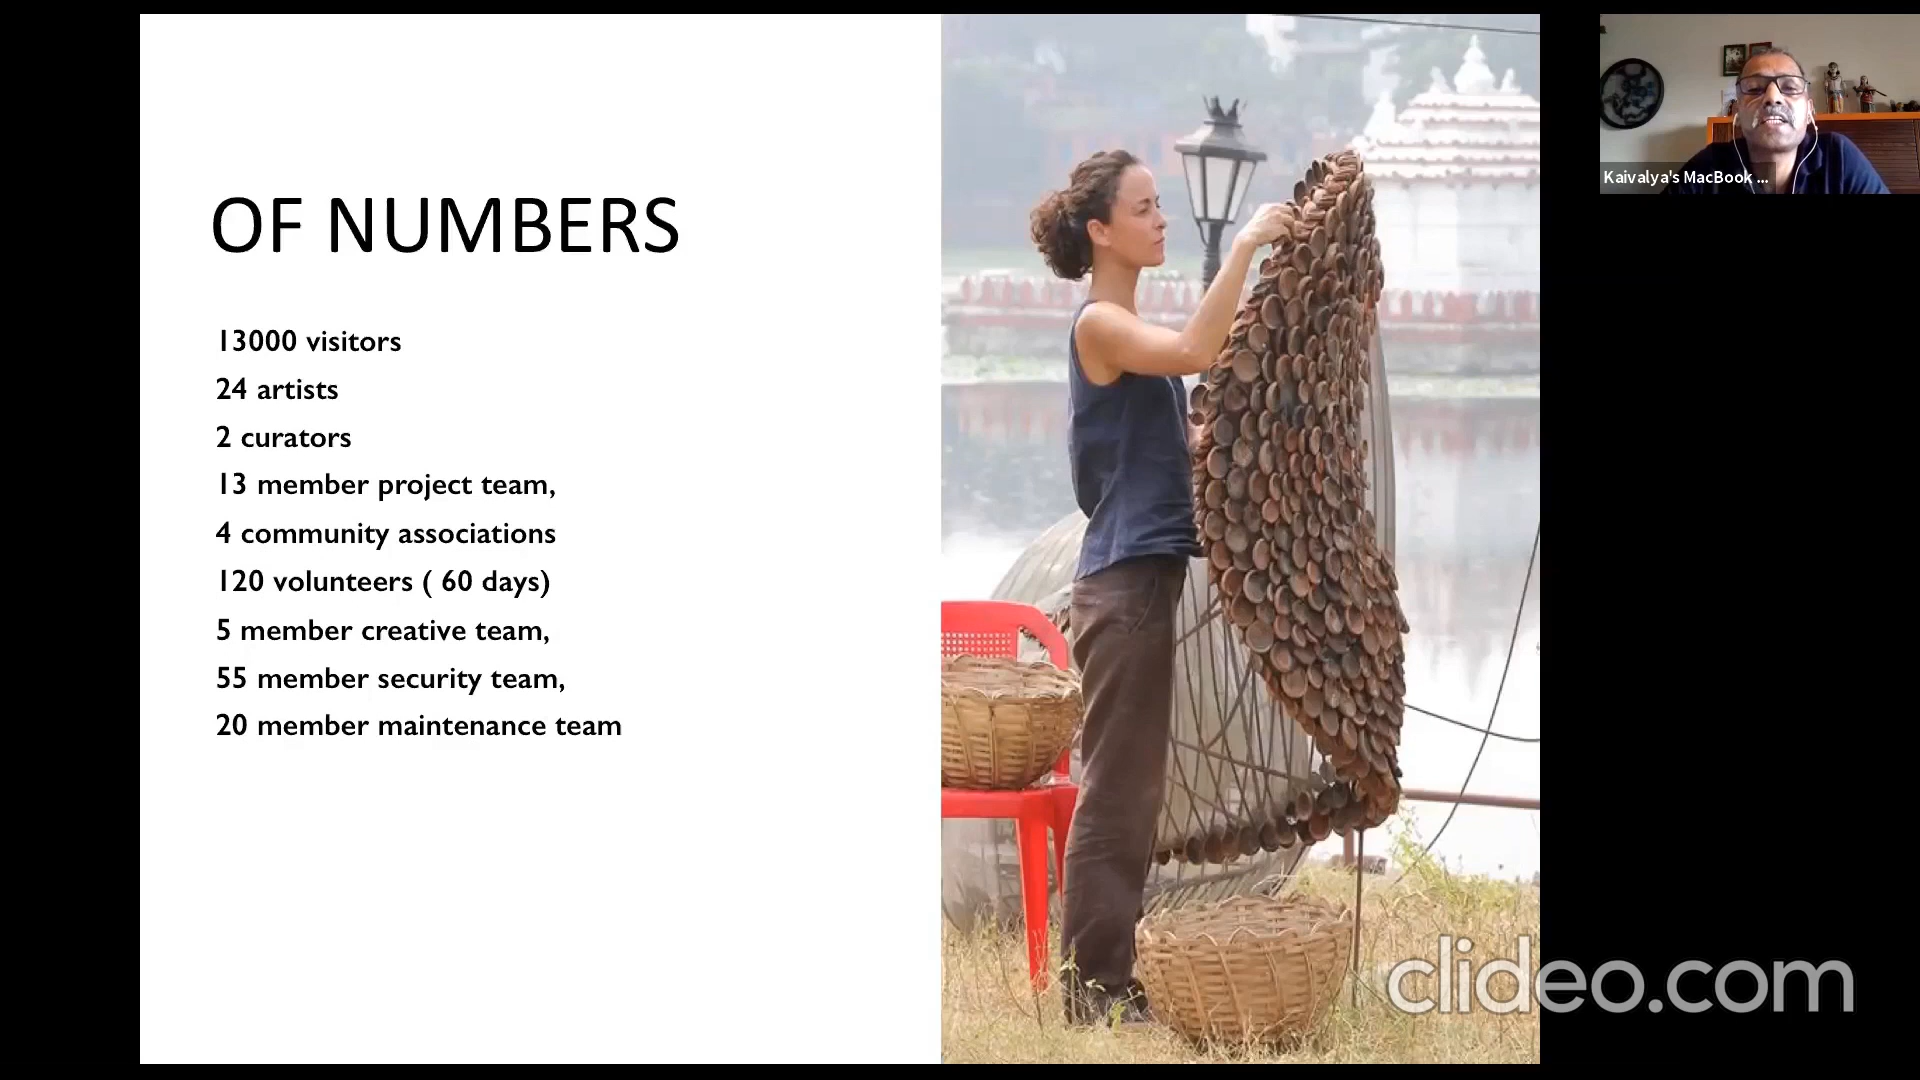 OF NUMBERS
13000 visitors
24 artists
2 curators
13 member project team,
4 community associations
120 volunteers ( 60 days)
5 member creative team,
55 member security team,
20 member maintenance team
Kaivalya's MacBook ...
clideo.com